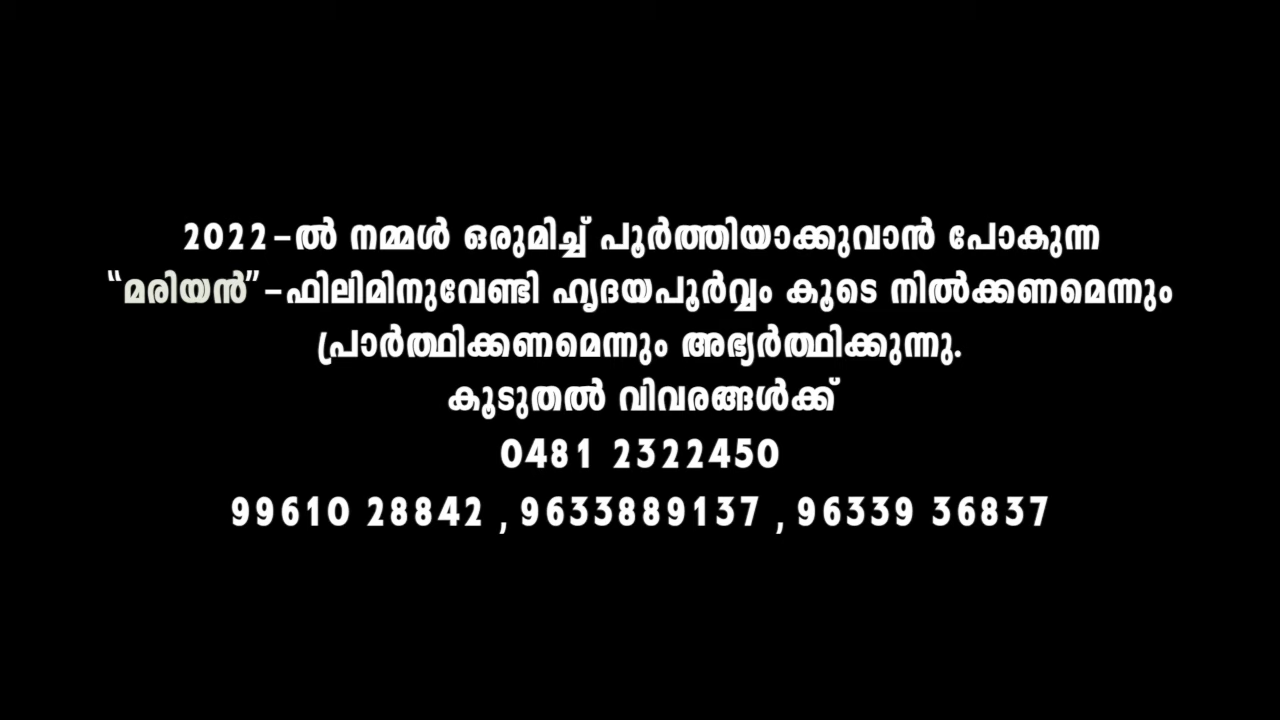 2022-ൽ നമ്മൾ ഒരുമിച്ച് പൂർത്തിയാക്കുവാൻ പോകുന്ന
“മരിയൻ”-ഫിലിമിനുവേണ്ടി ഹൃദയപൂർവ്വം കൂടെ നിൽക്കണമെന്നും
പ്രാർത്ഥിക്കണമെന്നും അഭ്യർത്ഥിക്കുന്നു.
കൂടുതൽ വിവരങ്ങൾക്ക്
0481 2322450
99610 28842 , 9633889137 , 96339 36837